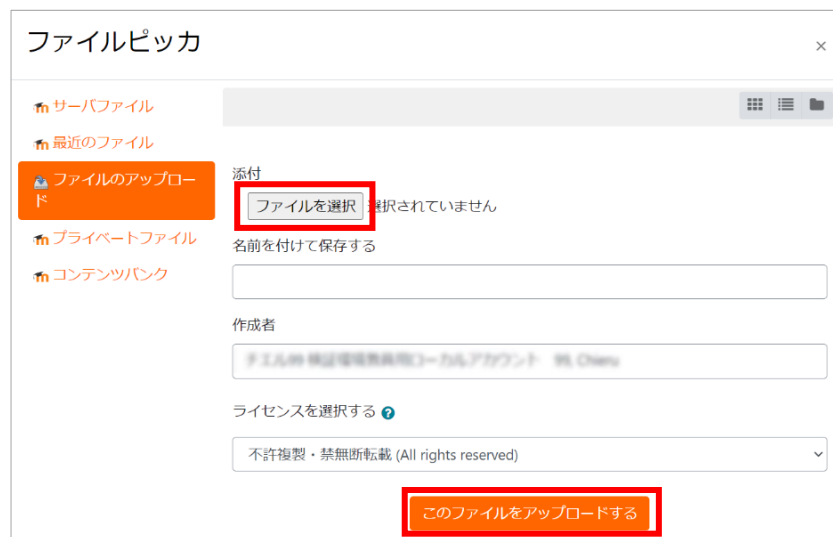 ファイルピッカ
×
サーバファイル
最近のファイル
ファイルのアップロー
ド
プライベートファイル
コンテンツバンク
添付
ファイルを選択 選択されていません
名前を付けて保存する
作成者
ライセンスを選択する
不許複製・禁無断転載 (All rights reserved)
このファイルをアップロードする